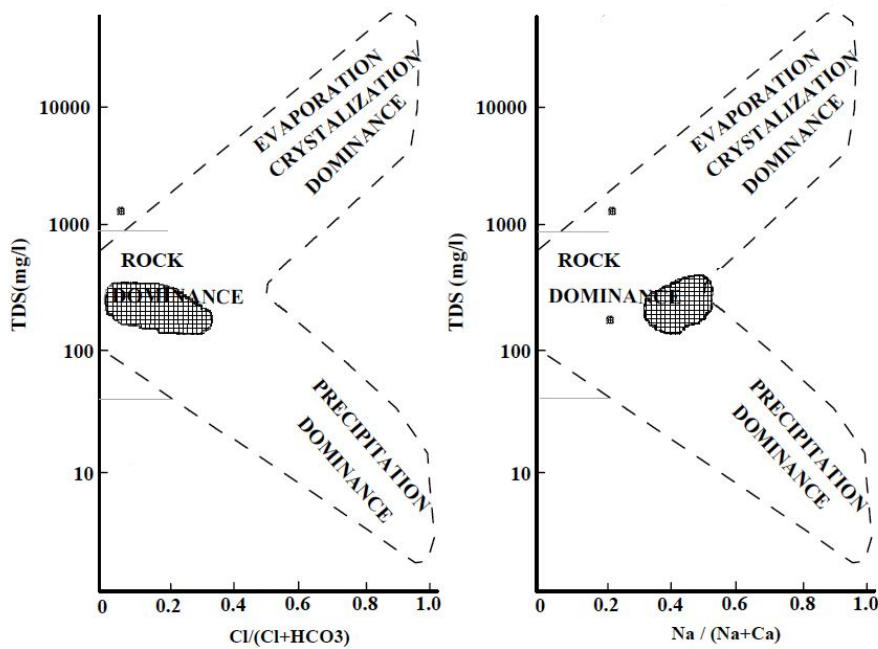 TDS(mg/l)
10000
1000
100
10
EVAPORATION
CRYSTALIZATION
DOMINANCE
ROCK
DOMINANCE
PRECIPITATION
DOMINANCE
0 0.2 0.4 0.6 0.8 1.0
Cl/(Cl+HCO3)
TDS (mg/l)
10000
1000
100
10
EVAPORATION
CRYSTALIZATION
DOMINANCE
ROCK
DOMINANCE
PRECIPITATION
DOMINANCE
0 0.2 0.4 0.6 0.8 1.0
Na / (Na+Ca)